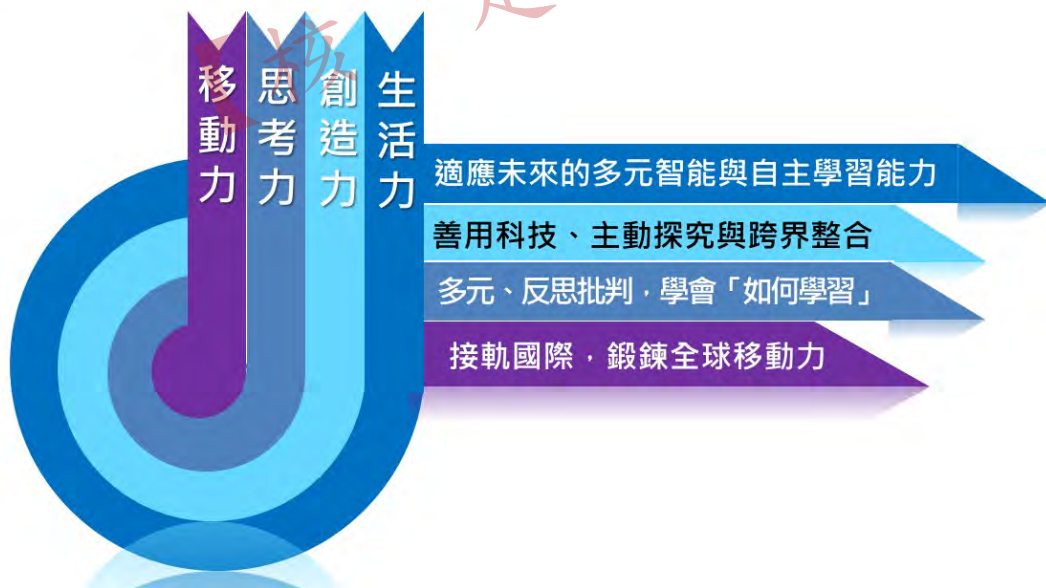 移動力
思考力
創造力
生活力
適應未來的多元智能與自主學習能力
善用科技、主動探究與跨界整合
多元、反思批判，學會「如何學習」
接軌國際，鍛鍊全球移動力
核